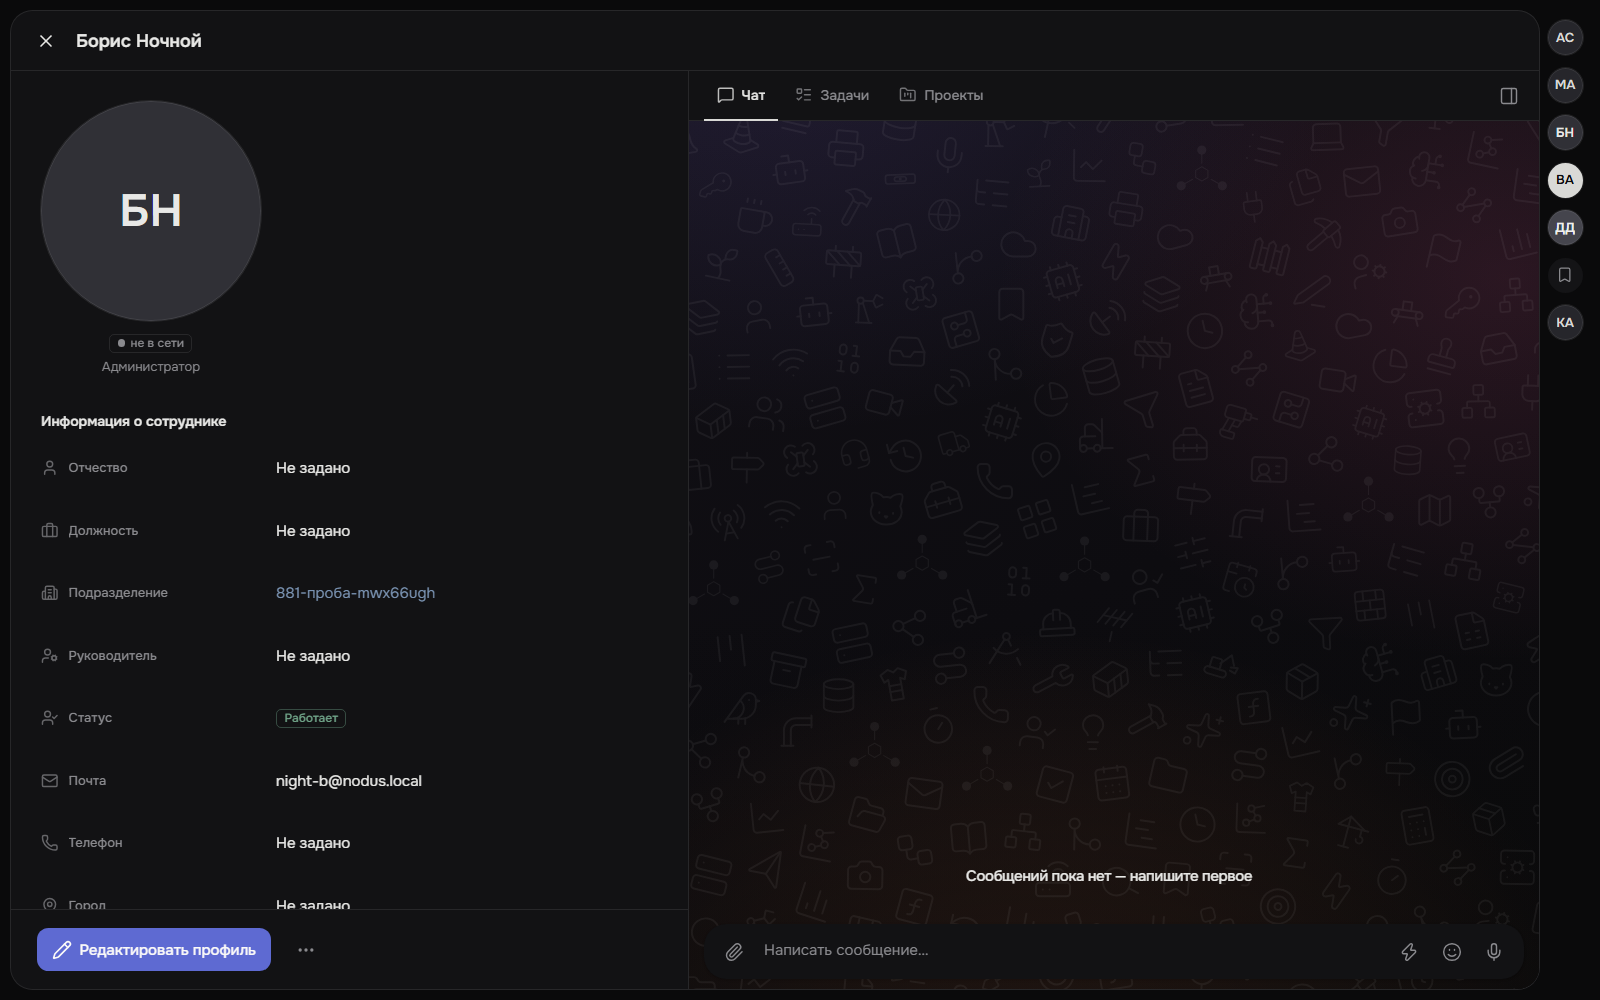 Борис Ночной
БН
не в сети
Администратор
Информация о сотруднике
Отчество
Не задано
Должность
Не задано
Подразделение
881-проба-mwx66ugh
Руководитель
Не задано
Статус
Работает
Почта
night-b@nodus.local
Телефон
Не задано
Город
Не задано
Редактировать профиль
Чат
Задачи
Проекты
Сообщений пока нет — напишите первое
Написать сообщение...
АС
МА
БН
ВА
ДД
КА